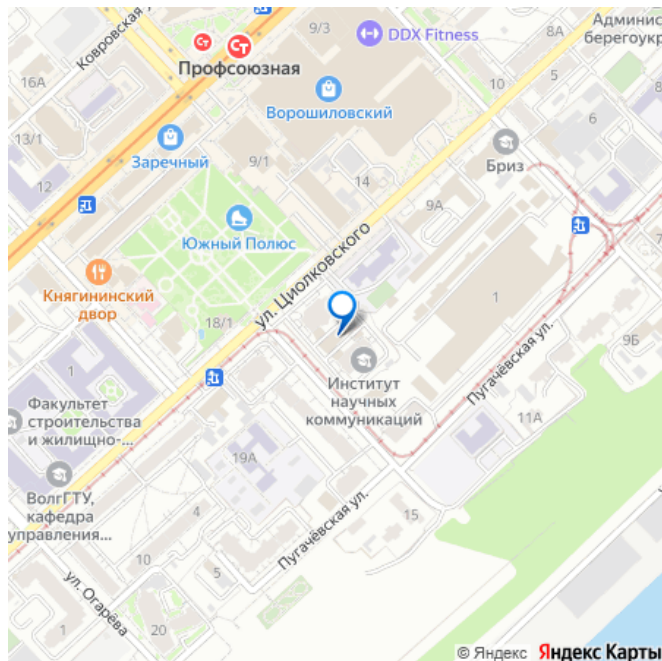 Ковровская у
9/3
DDX Fitness
8А
Админис
берегоукр
Профсоюзная
16А
Ворошиловский
13/1
Заречный
9/1
14
6
5
Бриз
12
9А
Южный Полюс
Княгининский
двор
ул. Циолковского
18/1
1
7
1
9Б
Институт
научных
коммуникаций
Пугачёвская ул.
Факультет
строительства
и жилищно-...
11А
19А
ВолгГТУ,
кафедра
управления...
4
Пугачёвская ул.
15
10
5
ул. Огарёва
1
20
© Яндекс Яндекс Карты